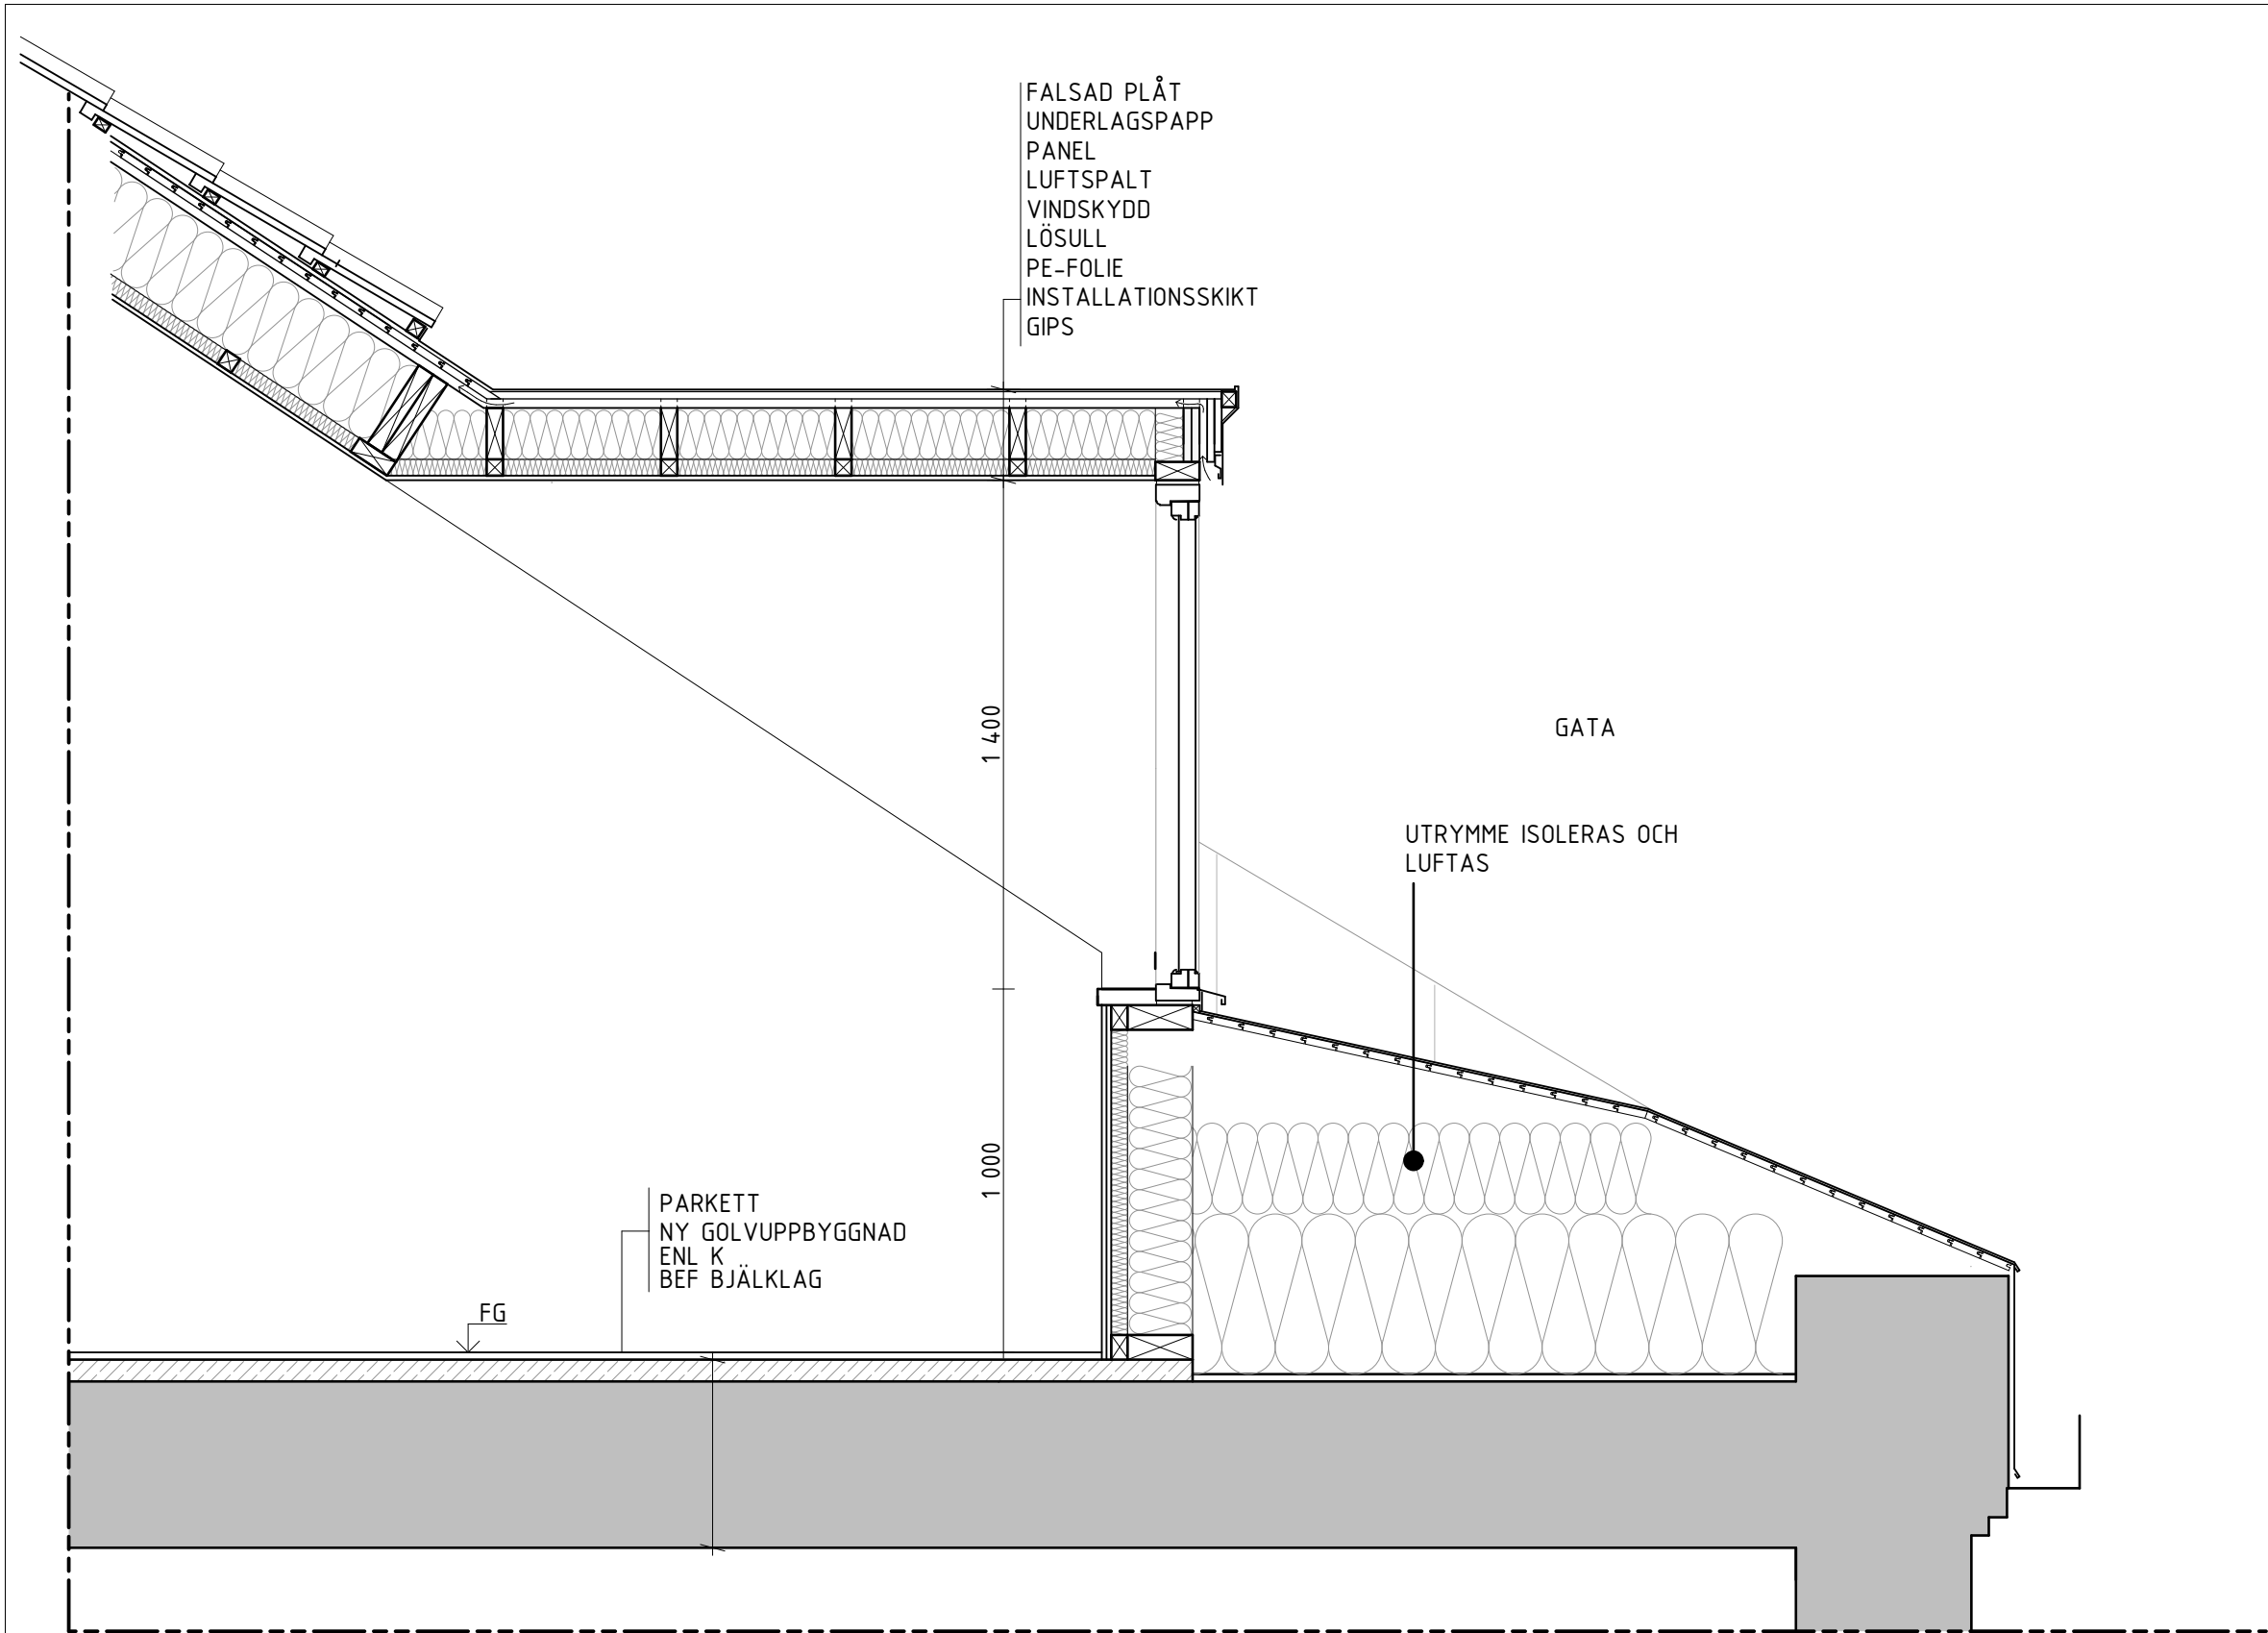 FALSAD PLÅT
UNDERLAGSPAPP
PANEL
LUFTSPALT
VINDSKYDD
LÖSULL
PE-FOLIE
INSTALLATIONSSKIKT
GIPS
1 400
GATA
UTRYMME ISOLERAS OCH
LUFTAS
1 000
PARKETT
NY GOLVUPPBYGGNAD
ENL K
BEF BJÄLKLAG
FG